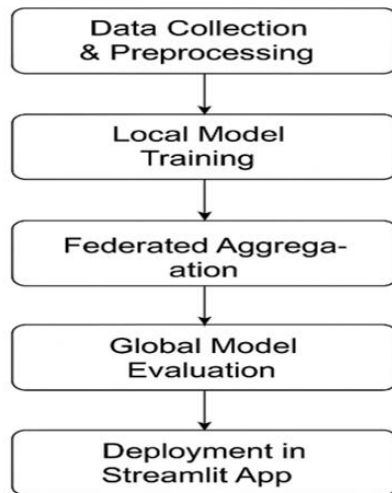 Data Collection
& Preprocessing
Local Model
Training
Federated Aggrega-
ation
Global Model
Evaluation
Deployment in
Streamlit App